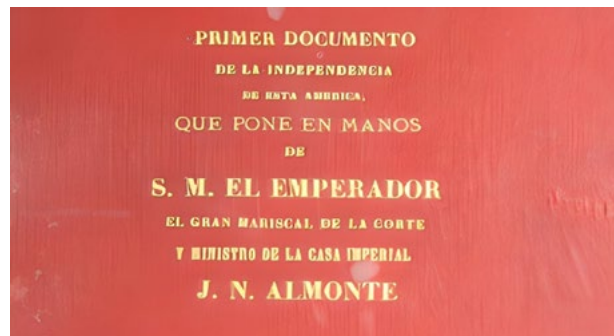 PRIMER DOCUMENTO
DE LA INDEPENDENCIA
DE ESTA AMERICA,
QUE PONE EN MANOS
DE
S. M. EL EMPERADOR
EL GRAN MARISCAL DE LA CORTE
Y MINISTRO DE LA CASA IMPERIAL
J. N. ALMONTE